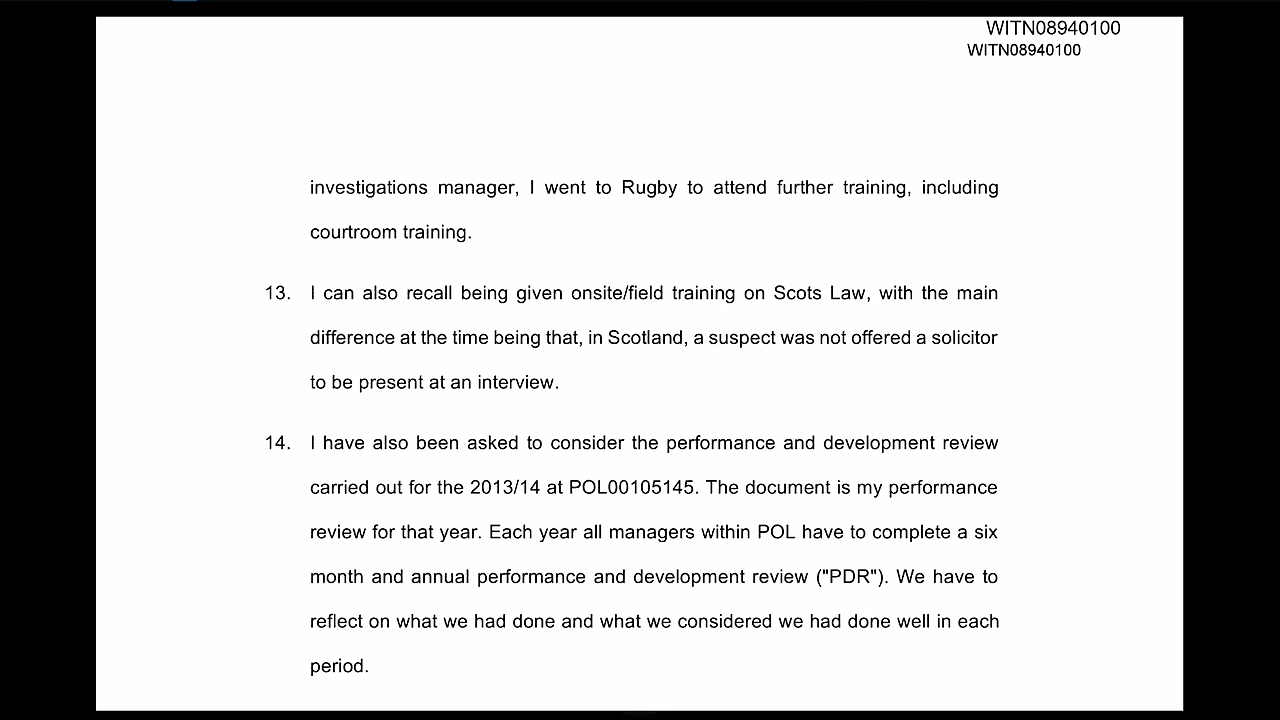 WITN08940100
WITN08940100
investigations manager, I went to Rugby to attend further training, including
courtroom training.
13. I can also recall being given onsite/field training on Scots Law, with the main
difference at the time being that, in Scotland, a suspect was not offered a solicitor
to be present at an interview.
14. I have also been asked to consider the performance and development review
carried out for the 2013/14 at POL00105145. The document is my performance
review for that year. Each year all managers within POL have to complete a six
month and annual performance and development review ("PDR"). We have to
reflect on what we had done and what we considered we had done well in each
period.